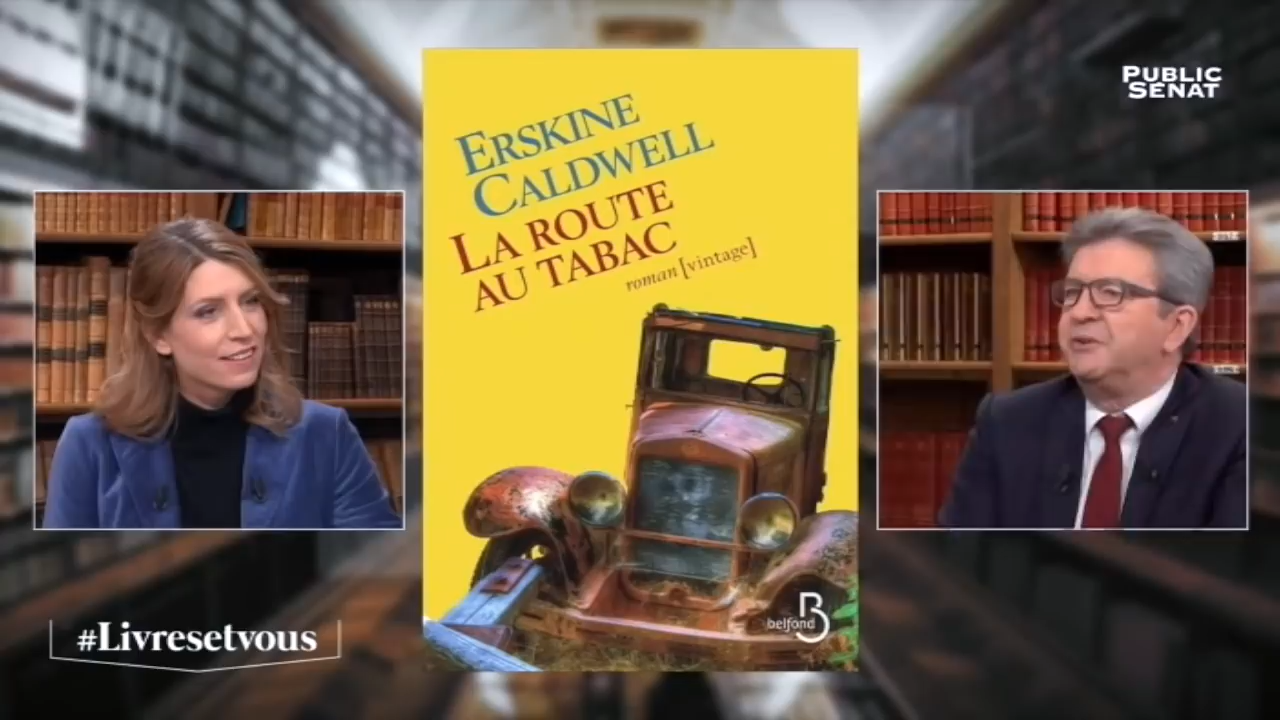 PUBLIC
SENAT
ERSKINE
CALDWELL
LA ROUTE
AU TABAC
roman [vintage]
B
belfond
#Livresetvous